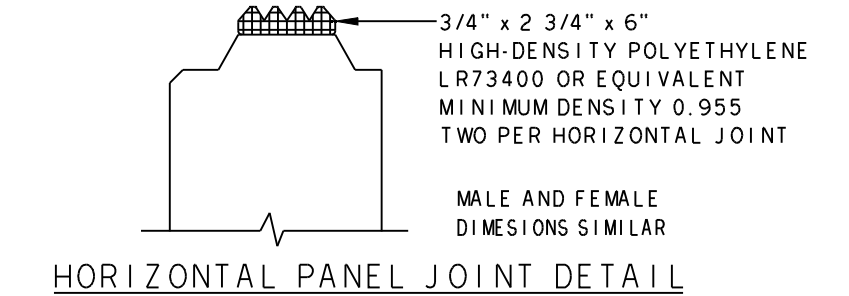 3/4" x 2 3/4" x 6"
HIGH-DENSITY POLYETHYLENE
LR73400 OR EQUIVALENT
MINIMUM DENSITY 0.955
TWO PER HORIZONTAL JOINT
MALE AND FEMALE
DIMESIONS SIMILAR
HORIZONTAL PANEL JOINT DETAIL